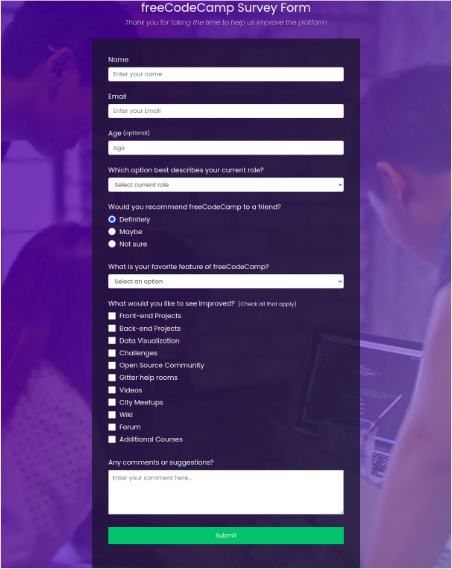 freeCodeCamp Survey Form
Thank you for taking the time to help us improve the platform
Name
Enter your name
Email
Enter your Email
Age (optional)
Age
Which option best describes your current role?
Select current role
Would you recommend freeCodeCamp to a friend?
Definitely
Maybe
Not sure
What is your favorite feature of freeCodeCamp?
Select an option
What would you like to see improved? (Check all that apply)
Front-end Projects
Back-end Projects
Data Visualization
Challenges
Open Source Community
Gitter help rooms
Videos
City Meetups
Wiki
Forum
Additional Courses
Any comments or suggestions?
Enter your comment here...
Submit